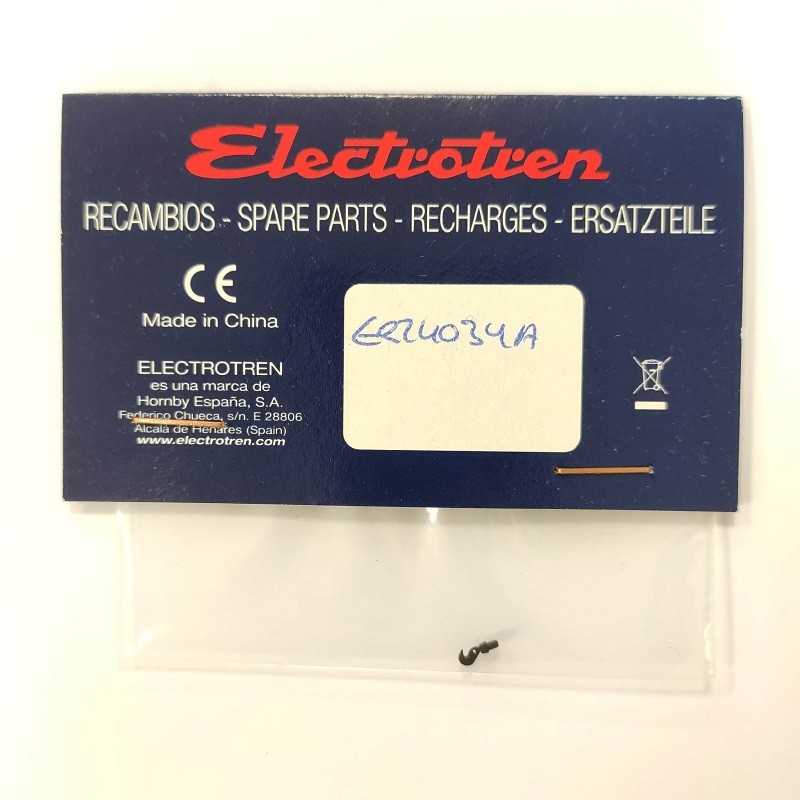 Electrotren
RECAMBIOS - SPARE PARTS - RECHARGES - ERSATZTEILE
CE
Made in China
ER24034A
ELECTROTREN
es una marca de
Hornby España, S.A.
Federico Chueca, s/n. E 28806
Alcalá de Henares (Spain)
www.electrotren.com